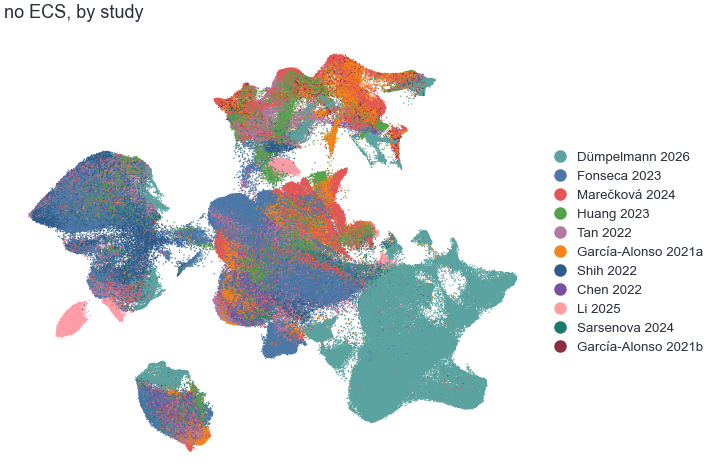 no ECS, by study
Dümpelmann 2026
Fonseca 2023
Marečková 2024
Huang 2023
Tan 2022
García-Alonso 2021a
Shih 2022
Chen 2022
Li 2025
Sarsenova 2024
García-Alonso 2021b